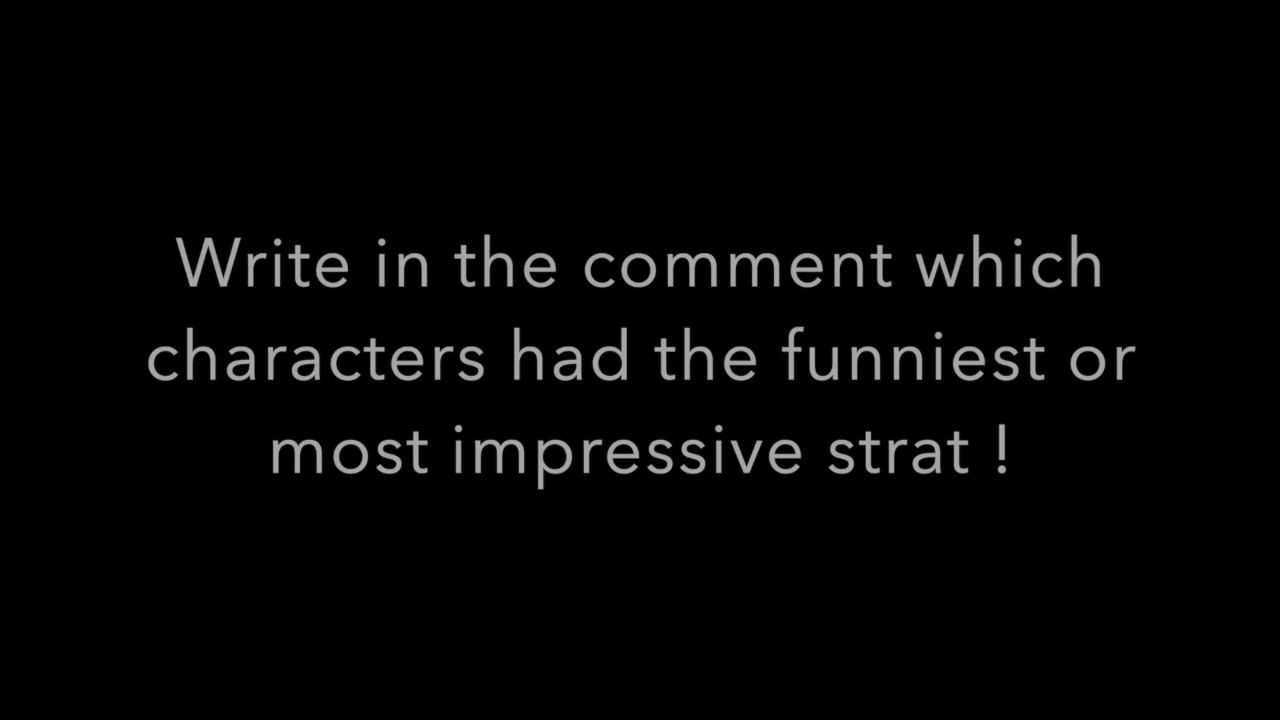 Write in the comment which
characters had the funniest or
most impressive strat !